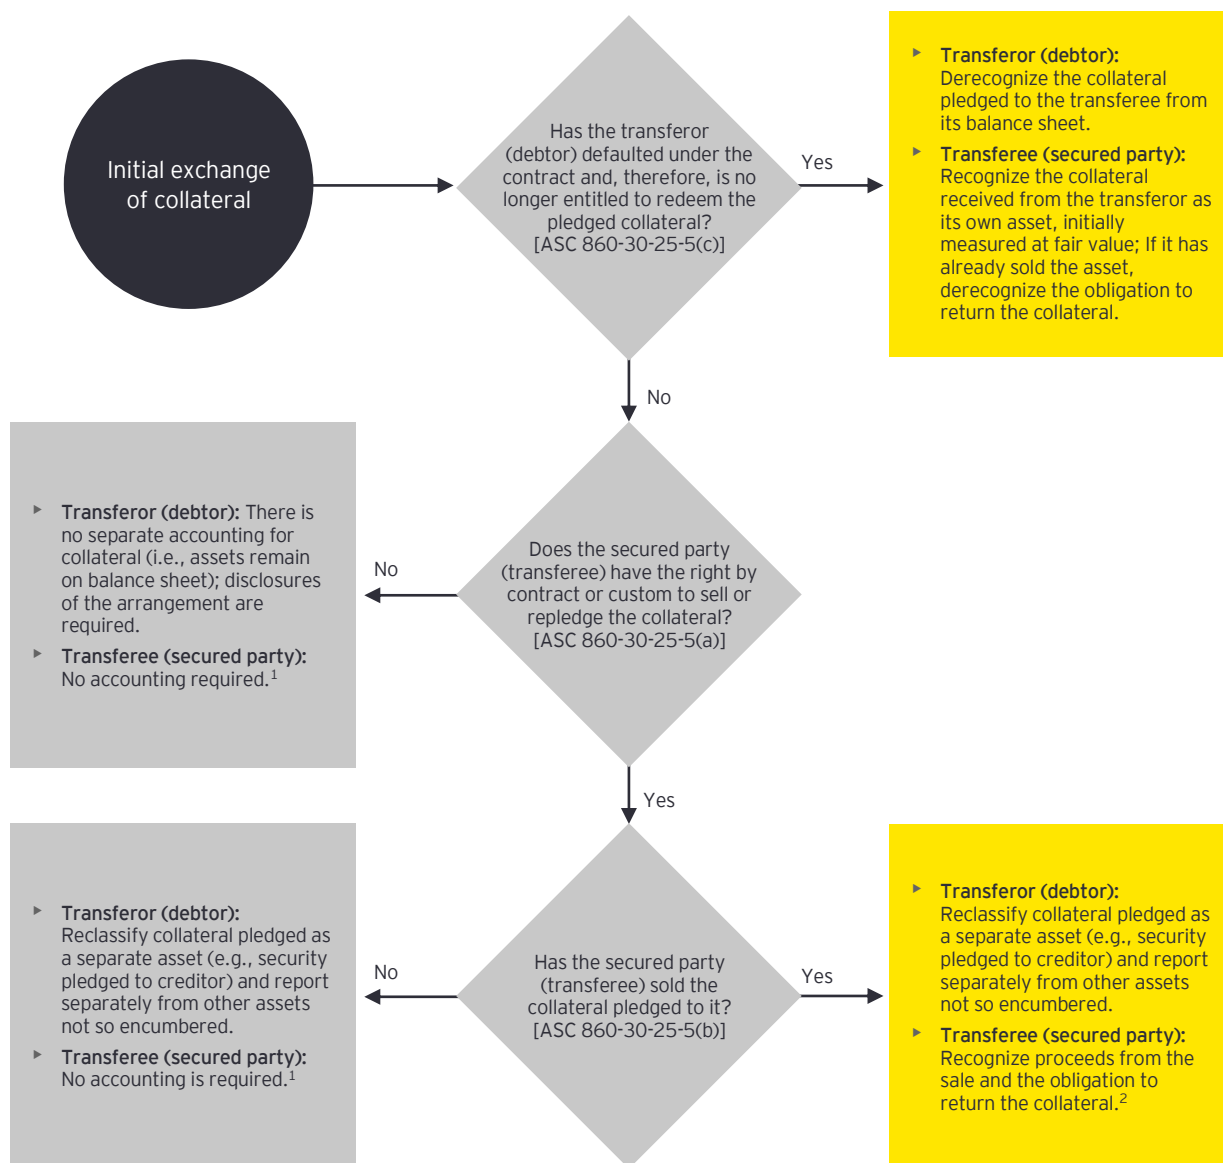 Initial exchange
of collateral
Has the transferor
(debtor) defaulted under the
contract and, therefore, is no
longer entitled to redeem the
pledged collateral?
[ASC 860-30-25-5(c)]
Yes
▸ Transferor (debtor):
Derecognize the collateral
pledged to the transferee from
its balance sheet.
▸ Transferee (secured party):
Recognize the collateral
received from the transferor as
its own asset, initially
measured at fair value; If it has
already sold the asset,
derecognize the obligation to
return the collateral.
No
▸ Transferor (debtor): There is
no separate accounting for
collateral (i.e., assets remain
on balance sheet); disclosures
of the arrangement are
required.
▸ Transferee (secured party):
No accounting required.¹
No
Does the secured party
(transferee) have the right by
contract or custom to sell or
repledge the collateral?
[ASC 860-30-25-5(a)]
Yes
▸ Transferor (debtor):
Reclassify collateral pledged as
a separate asset (e.g., security
pledged to creditor) and report
separately from other assets
not so encumbered.
▸ Transferee (secured party):
No accounting is required.¹
No
Has the secured party
(transferee) sold the
collateral pledged to it?
[ASC 860-30-25-5(b)]
Yes
▸ Transferor (debtor):
Reclassify collateral pledged as
a separate asset (e.g., security
pledged to creditor) and report
separately from other assets
not so encumbered.
▸ Transferee (secured party):
Recognize proceeds from the
sale and the obligation to
return the collateral.²